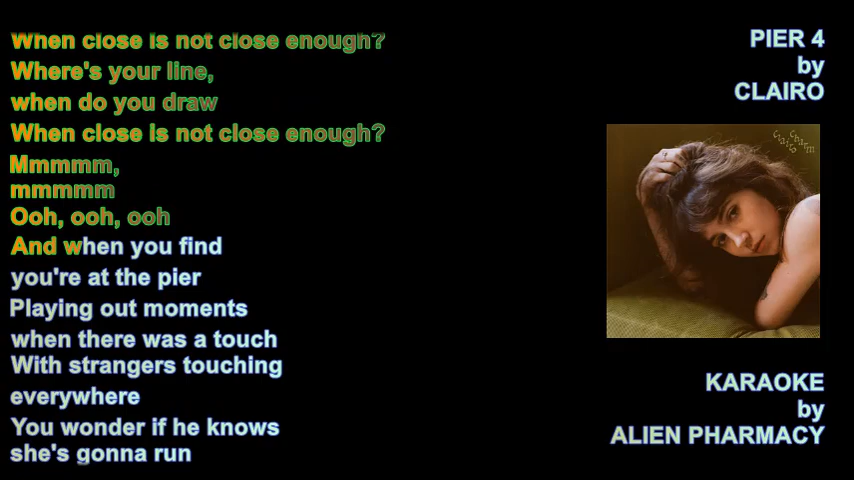 When close is not close enough?
Where's your line,
when do you draw
When close is not close enough?
Mmmmm,
mmmmm
Ooh, ooh, ooh
And when you find
you're at the pier
Playing out moments
when there was a touch
With strangers touching
everywhere
You wonder if he knows
she's gonna run
PIER 4
by
CLAIRO
clairo
charm
KARAOKE
by
ALIEN PHARMACY